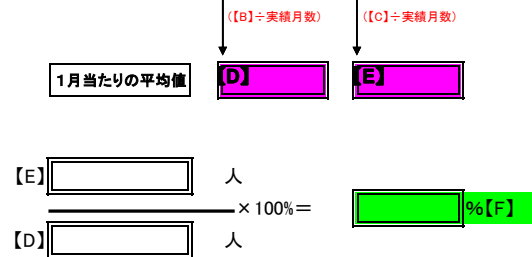 (【B】÷実績月数) (【C】÷実績月数)
１月当たりの平均値 【D】 【E】
【E】 人
×100%＝ %【F】
【D】 人